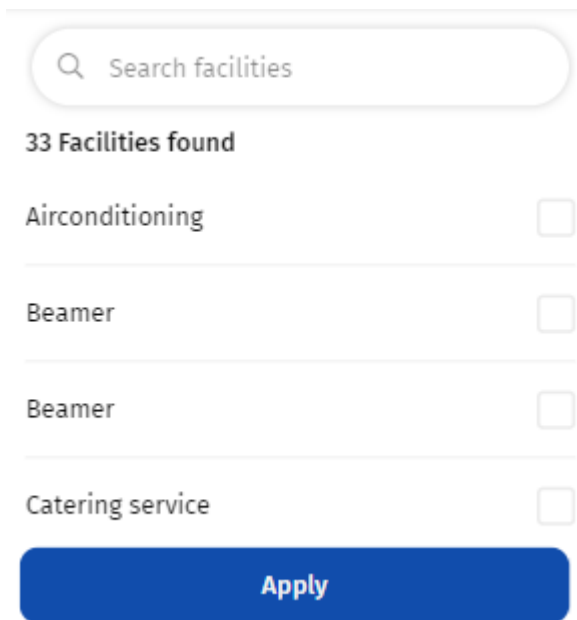 Search facilities
33 Facilities found
Airconditioning
Beamer
Beamer
Catering service
Apply